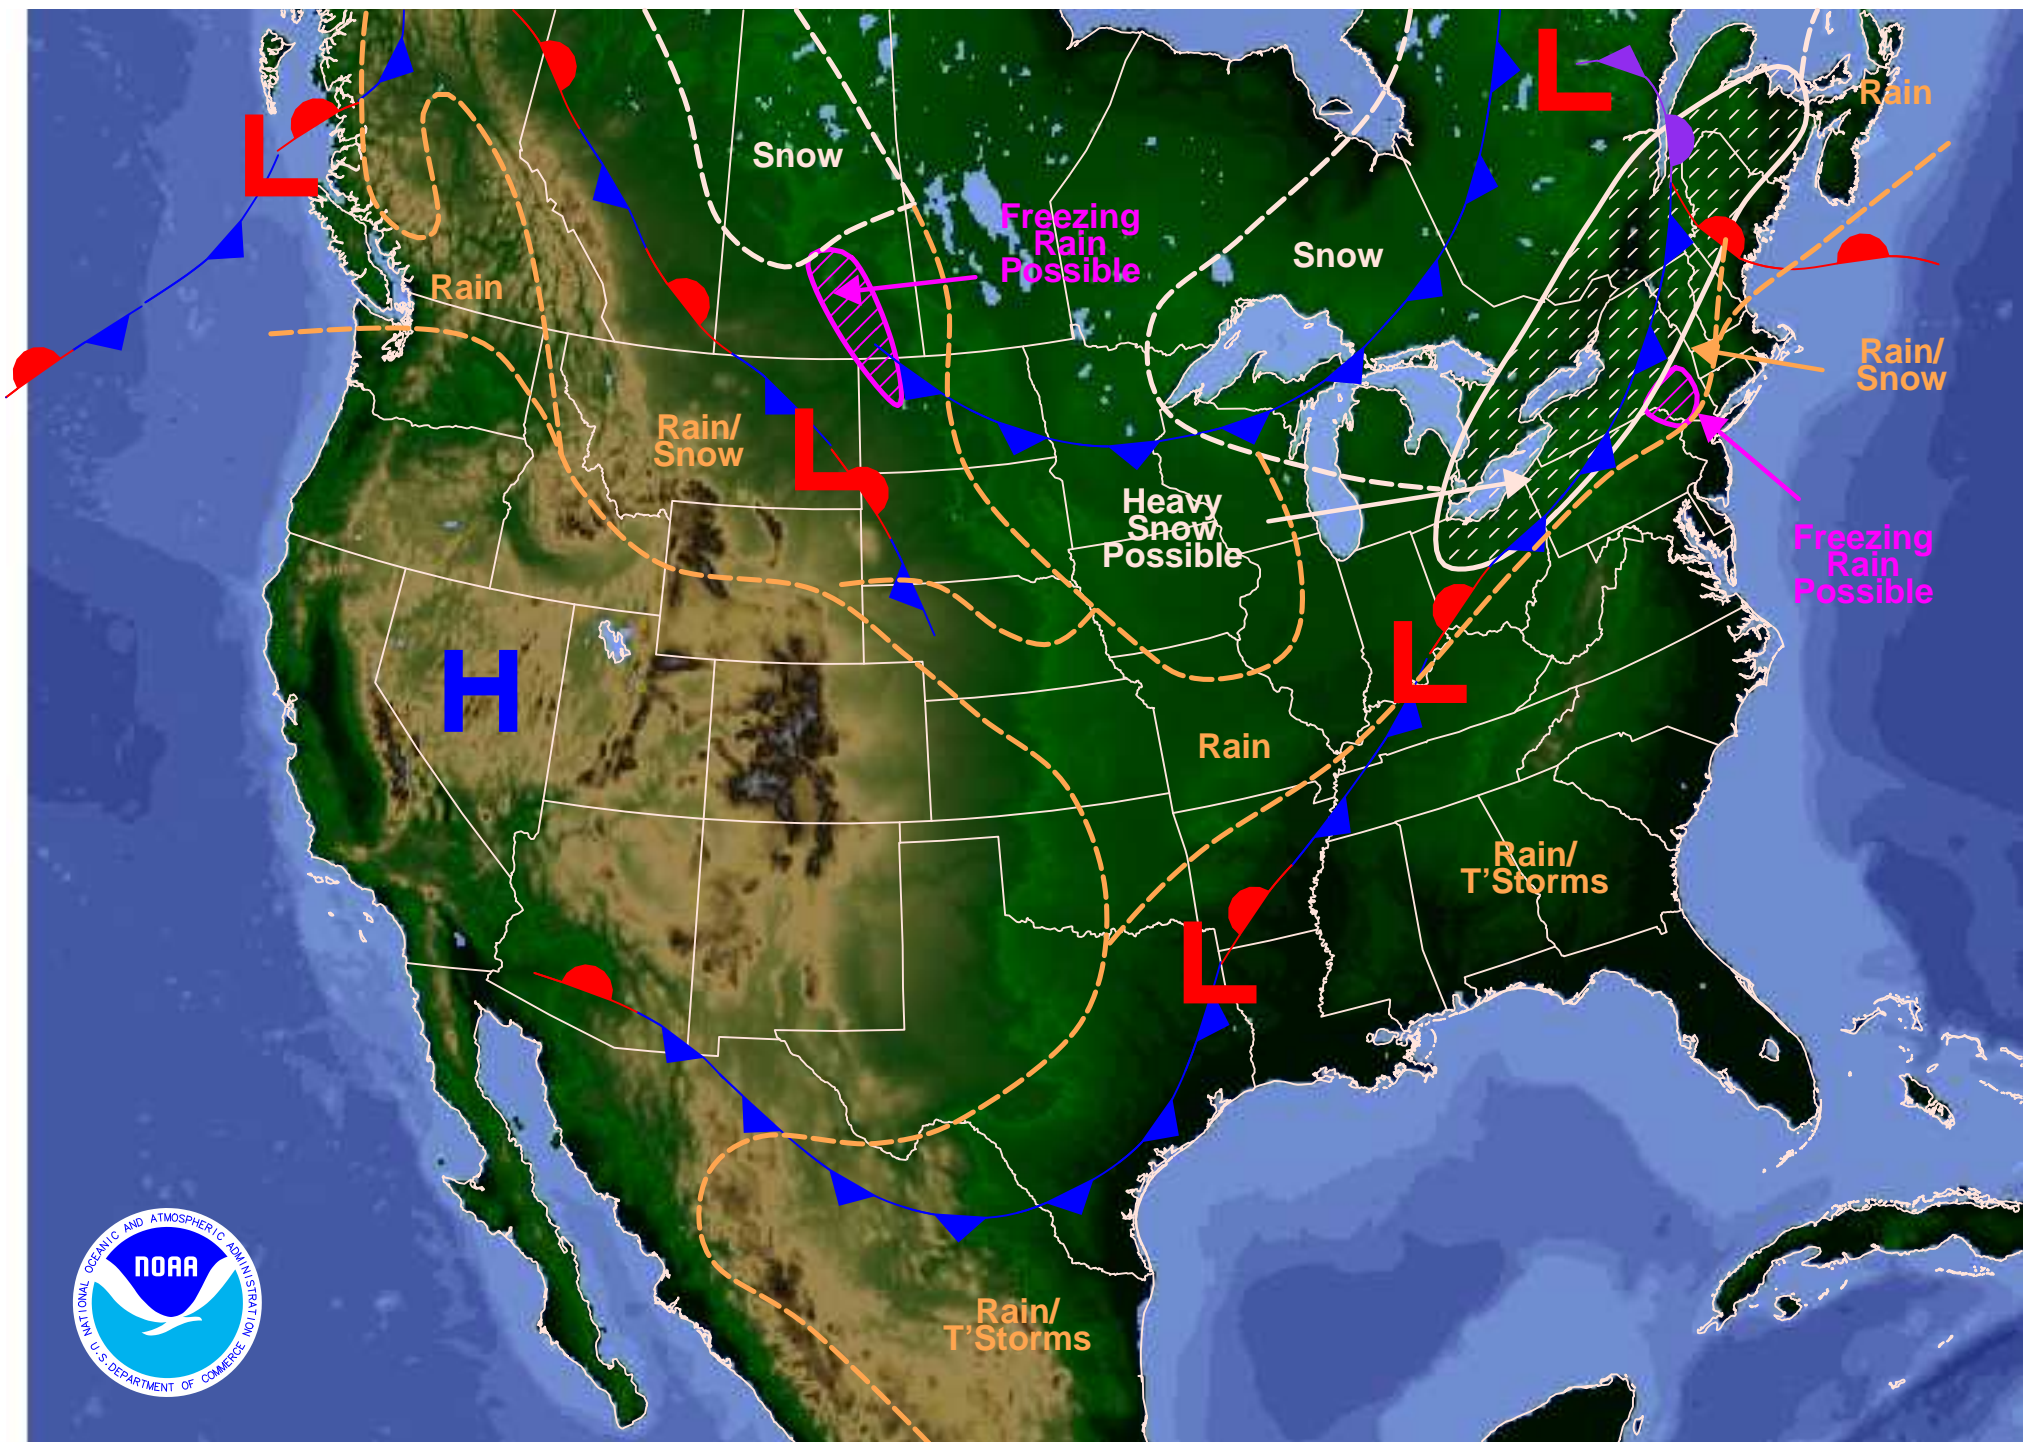 L
L
Rain
Snow
Freezing
Rain
Possible
Snow
Rain
Rain/
Snow
Rain/
Snow
L
Heavy
Snow
Possible
Freezing
Rain
Possible
H
L
Rain
Rain/
T'Storms
L
NATIONAL OCEANIC AND ATMOSPHERIC ADMINISTRATION
NOAA
U.S. DEPARTMENT OF COMMERCE
Rain/
T'Storms